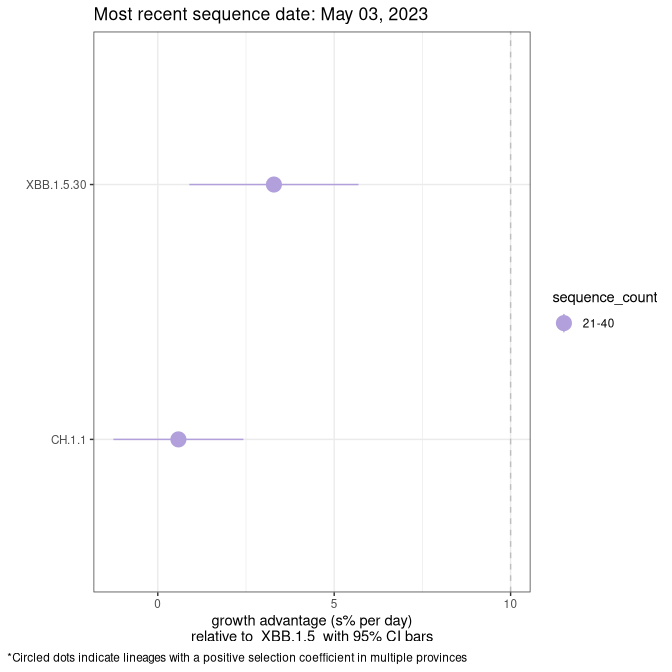 Most recent sequence date: May 03, 2023
XBB.1.5.30
sequence_count
21-40
CH.1.1
0
5
10
growth advantage (s% per day)
relative to  XBB.1.5  with 95% CI bars
*Circled dots indicate lineages with a positive selection coefficient in multiple provinces